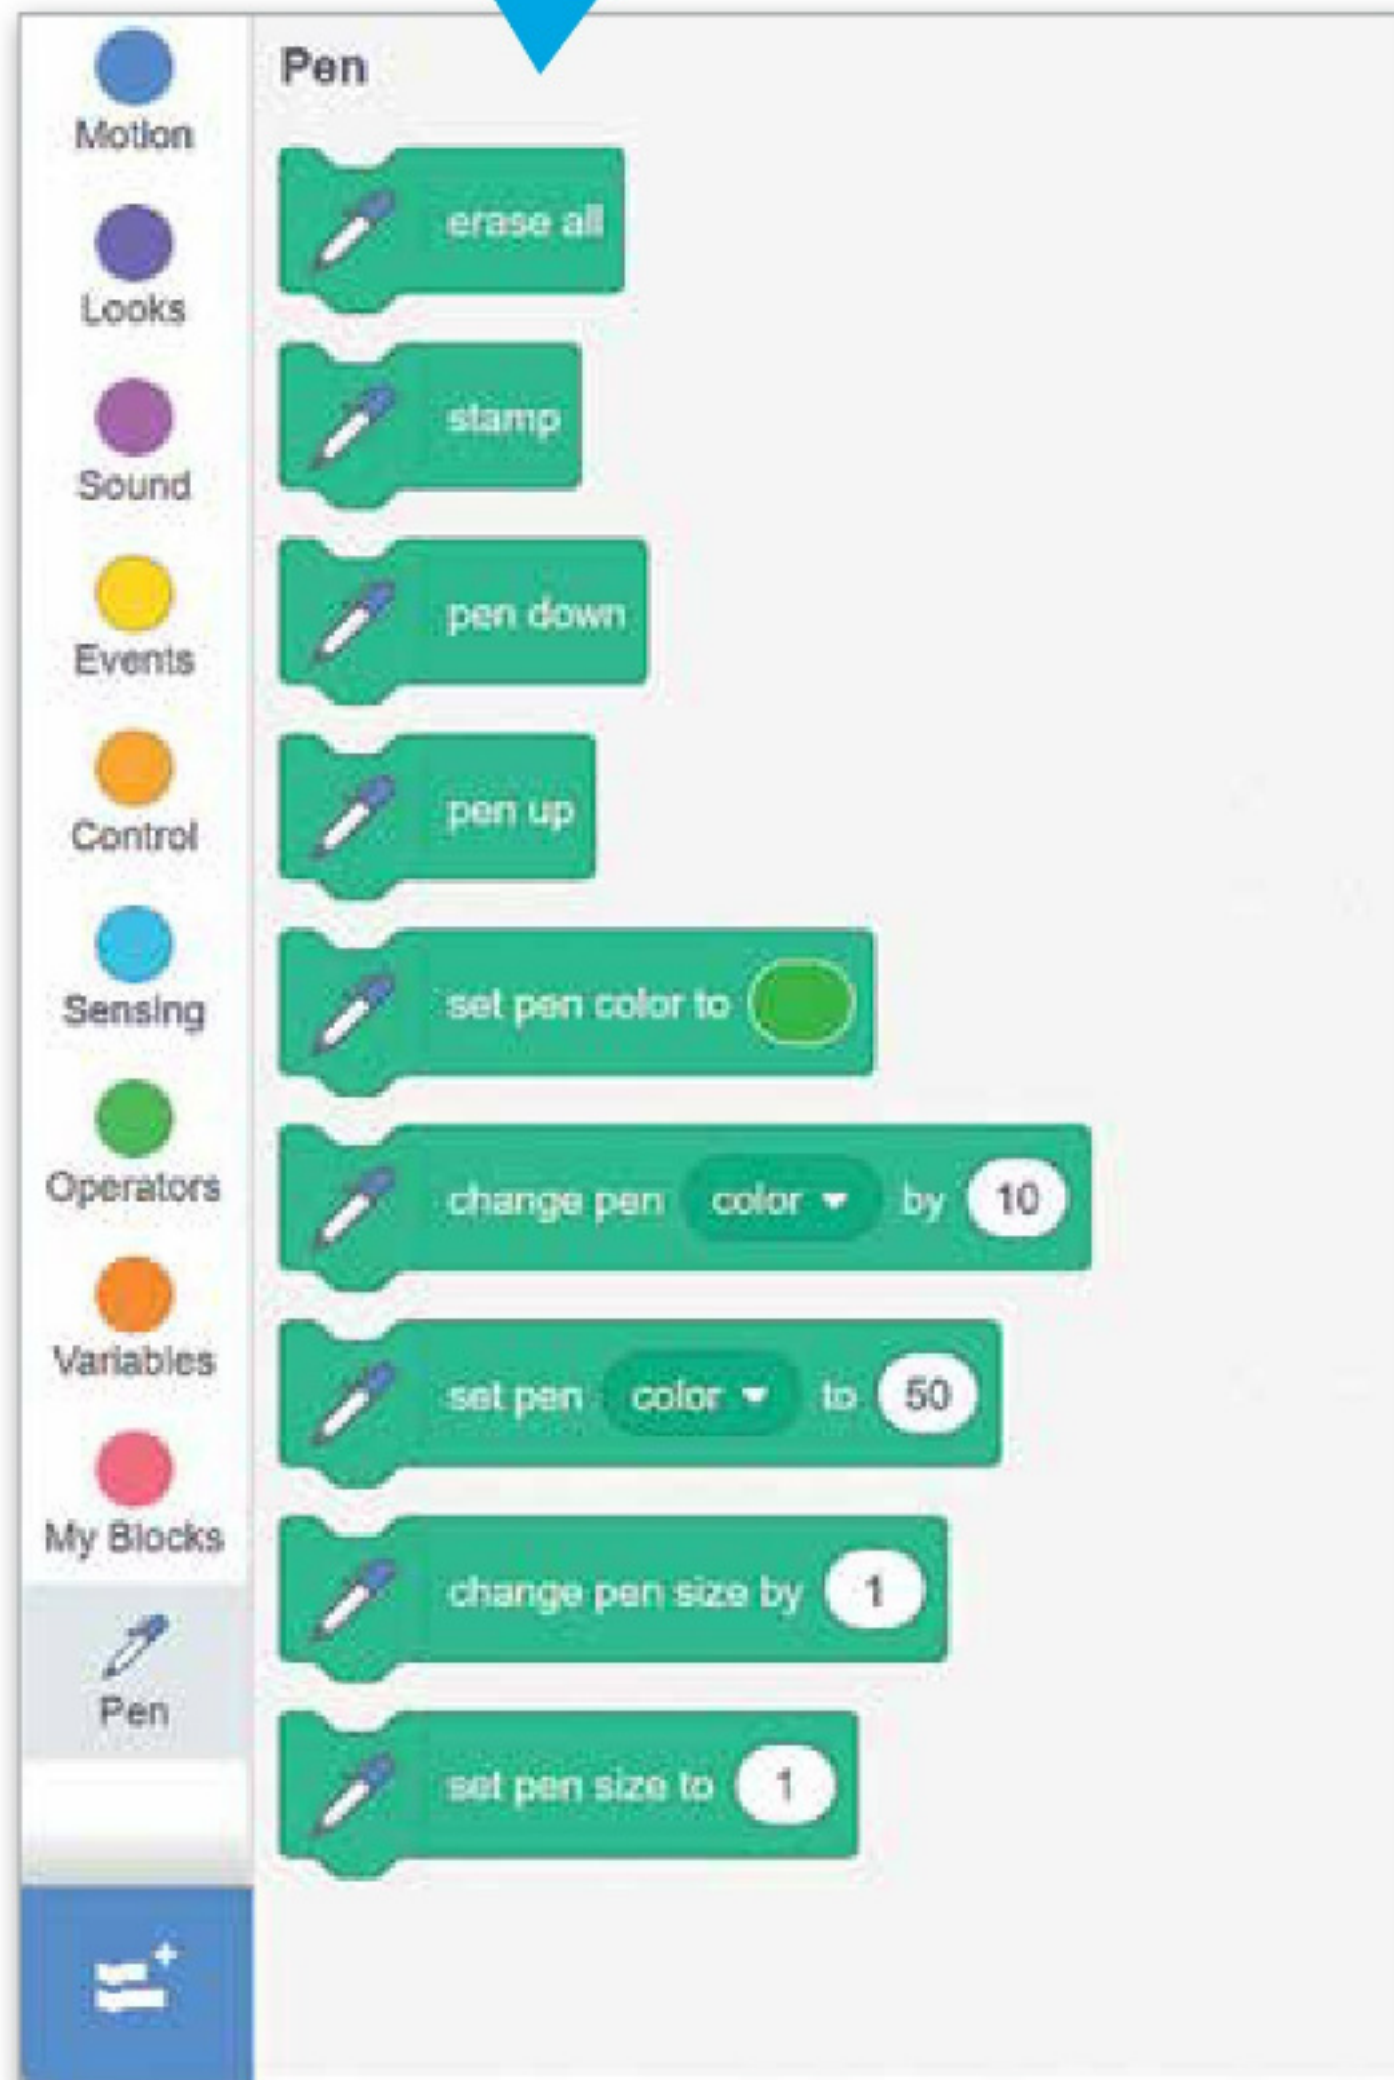 Motion
Looks
Sound
Events
Control
Sensing
Operators
Variables
My Blocks
Pen
Pen
erase all
stamp
pen down
pen up
set pen color to
change pen color by 10
set pen color to 50
change pen size by 1
set pen size to 1